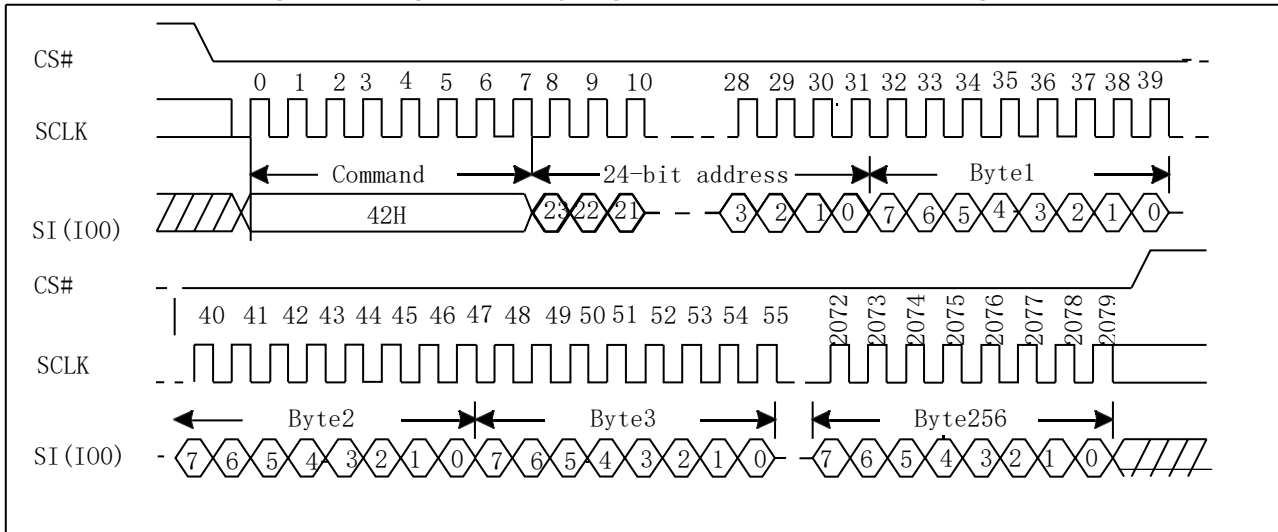 CS#
0 1 2 3 4 5 6 7 8 9 10 28 29 30 31 32 33 34 35 36 37 38 39
SCLK
Command 24-bit address Byte1
SI(IO0) 42H 23 22 21 3 2 1 0 7 6 5 4 3 2 1 0
CS#
40 41 42 43 44 45 46 47 48 49 50 51 52 53 54 55 2072 2073 2074 2075 2076 2077 2078 2079
SCLK
Byte2 Byte3 Byte256
SI(IO0) 7 6 5 4 3 2 1 0 7 6 5 4 3 2 1 0 7 6 5 4 3 2 1 0